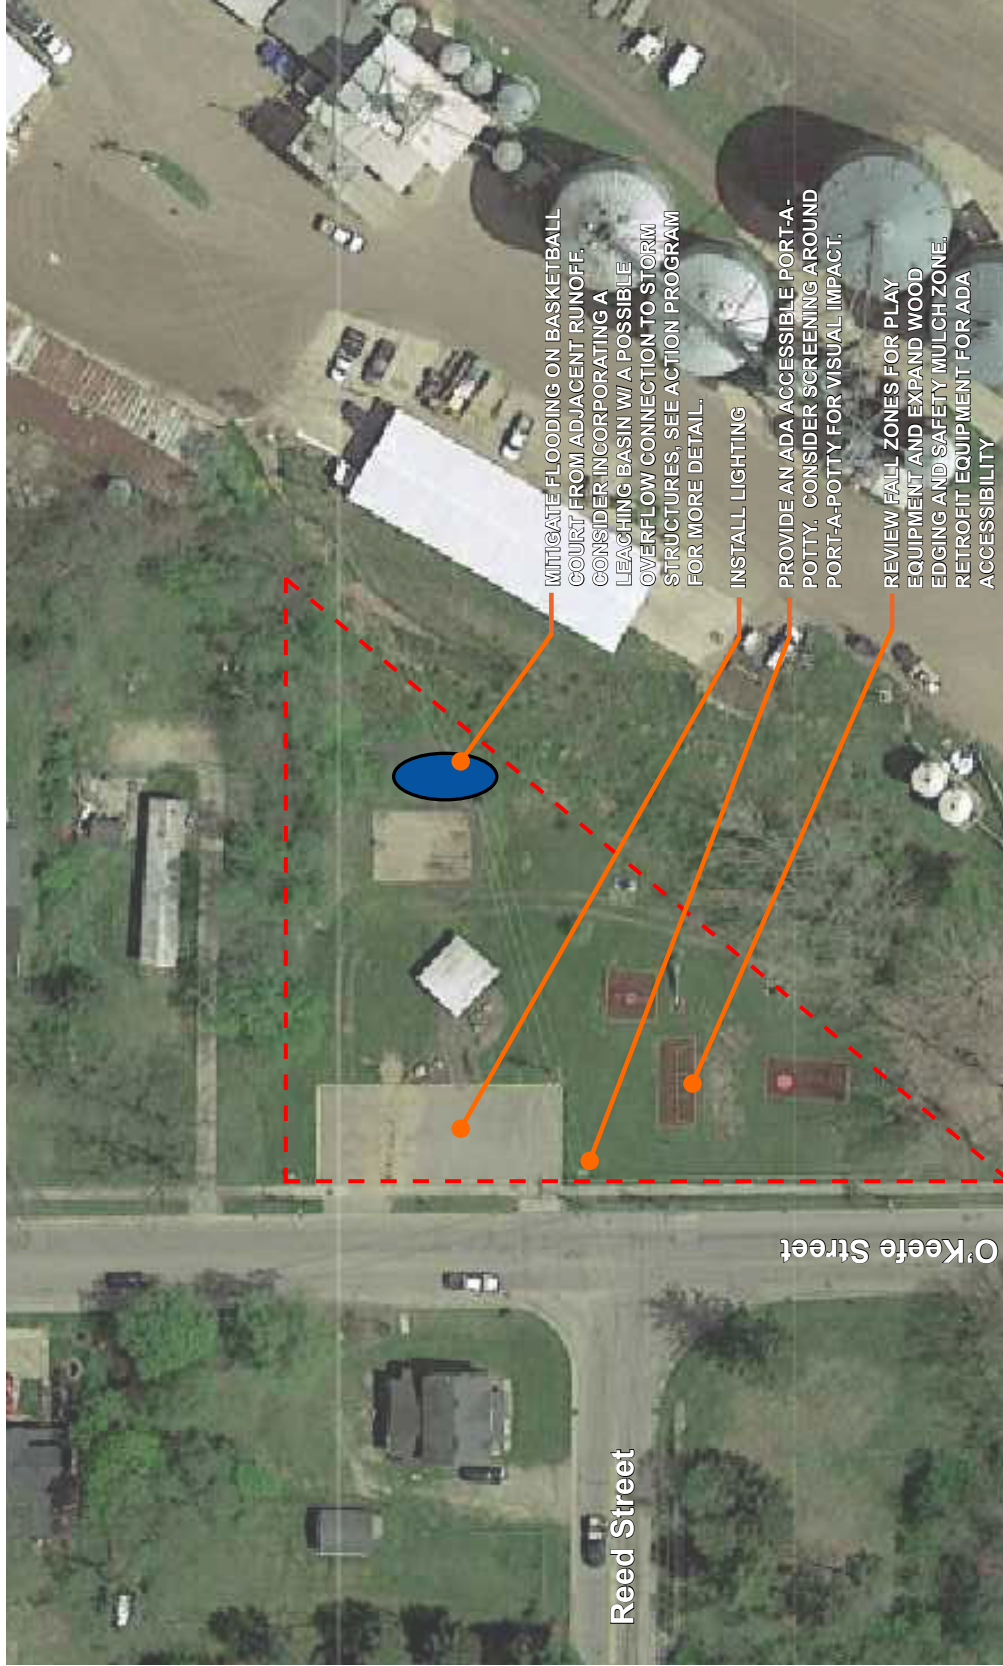 MITIGATE FLOODING ON BASKETBALL
COURT FROM ADJACENT RUNOFF.
CONSIDER INCORPORATING A
LEACHING BASIN W/ A POSSIBLE
OVERFLOW CONNECTION TO STORM
STRUCTURES, SEE ACTION PROGRAM
FOR MORE DETAIL.
INSTALL LIGHTING
PROVIDE AN ADA ACCESSIBLE PORT-A-
POTTY. CONSIDER SCREENING AROUND
PORT-A-POTTY FOR VISUAL IMPACT.
REVIEW FALL ZONES FOR PLAY
EQUIPMENT AND EXPAND WOOD
EDGING AND SAFETY MULCH ZONE.
RETROFIT EQUIPMENT FOR ADA
ACCESSIBILITY
O'Keefe Street
Reed Street